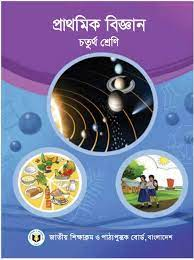 প্রাথমিক বিজ্ঞান
চতুর্থ শ্রেণি
জাতীয় শিক্ষাক্রম ও পাঠ্যপুস্তক বোর্ড, বাংলাদেশ